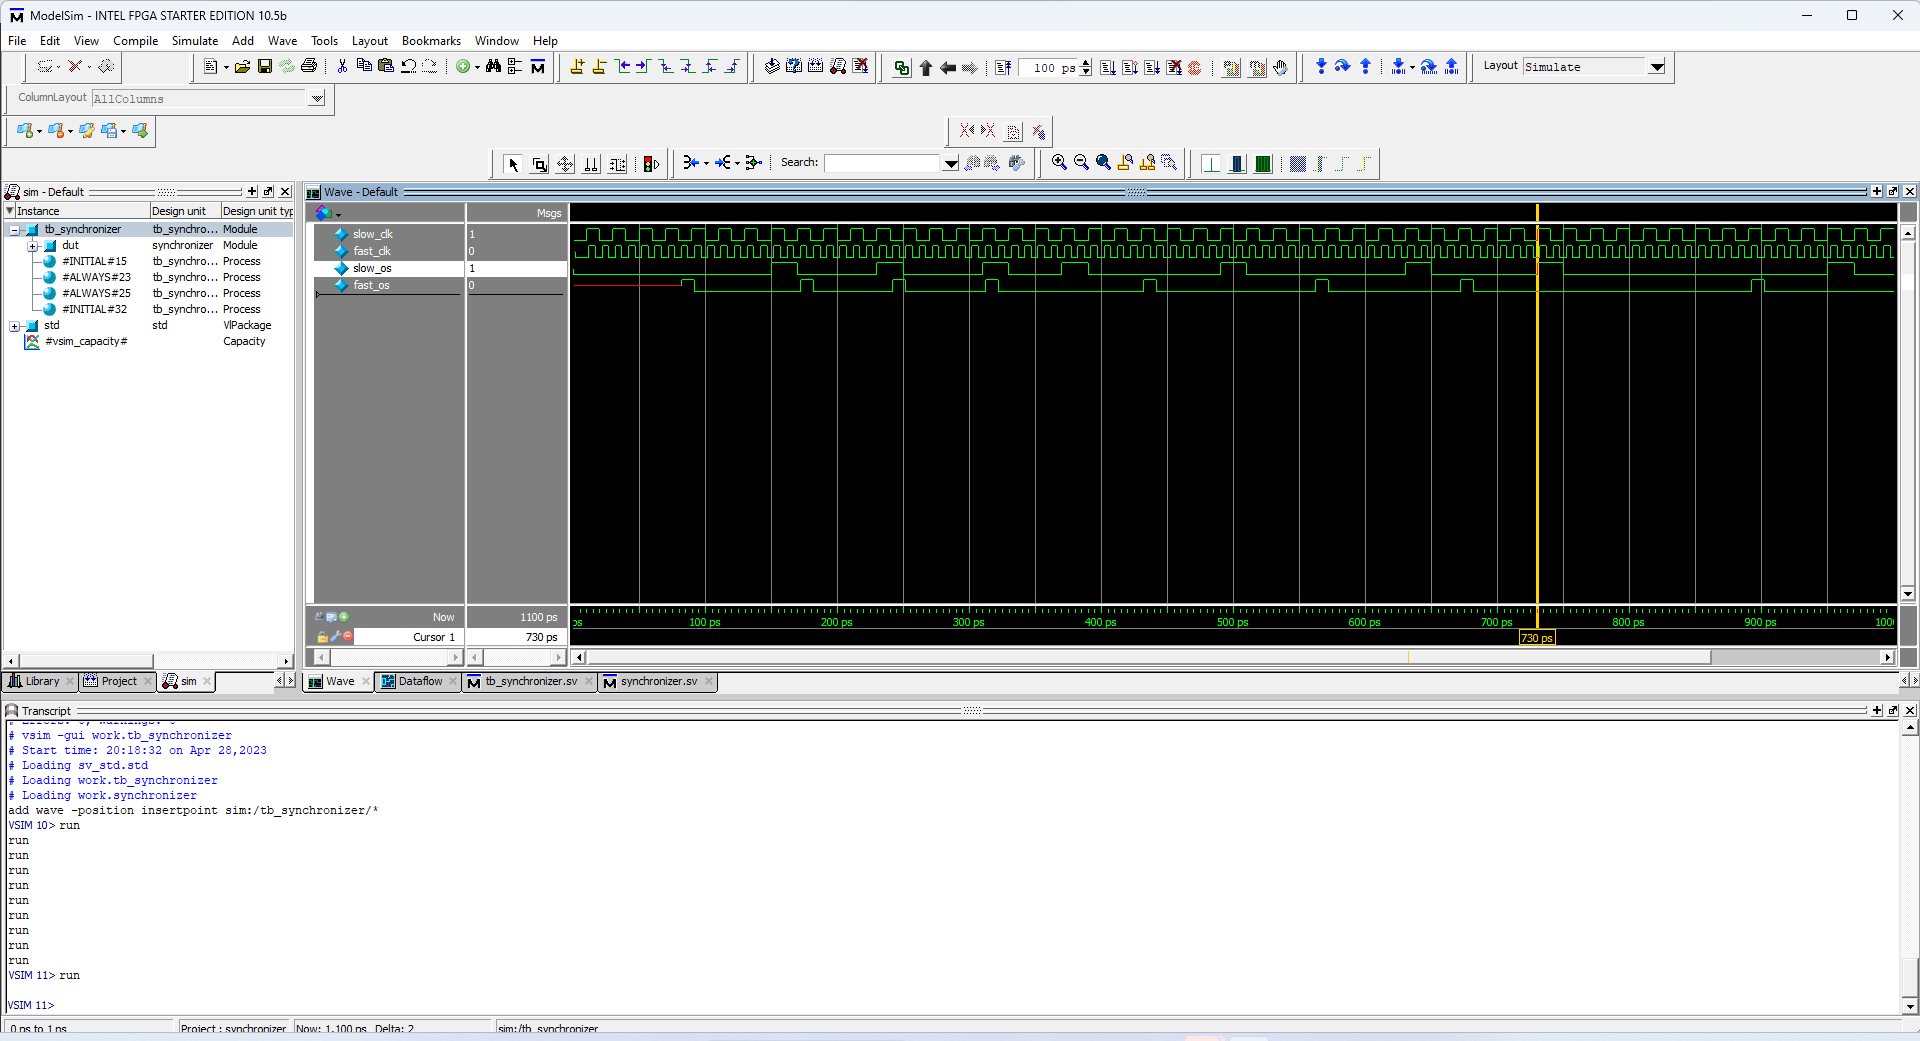 ModelSim - INTEL FPGA STARTER EDITION 10.5b
File Edit View Compile Simulate Add Wave Tools Layout Bookmarks Window Help
100 ps
Layout Simulate
ColumnLayout AllColumns
Search:
sim - Default
Instance Design unit Design unit typ
tb_synchronizer tb_synchro... Module
dut synchronizer Module
#INITIAL#15 tb_synchro... Process
#ALWAYS#23 tb_synchro... Process
#ALWAYS#25 tb_synchro... Process
#INITIAL#32 tb_synchro... Process
std std VlPackage
#vsim_capacity# Capacity
Library Project sim
Wave - Default
Msgs
slow_clk 1
fast_clk 0
slow_os 1
fast_os 0
Now 1100 ps
Cursor 1 730 ps
ps 100 ps 200 ps 300 ps 400 ps 500 ps 600 ps 700 ps 800 ps 900 ps 1000
730 ps
Wave Dataflow tb_synchronizer.sv synchronizer.sv
Transcript
# Errors: 0, Warnings: 0
# vsim -gui work.tb_synchronizer
# Start time: 20:18:32 on Apr 28,2023
# Loading sv_std.std
# Loading work.tb_synchronizer
# Loading work.synchronizer
add wave -position insertpoint sim:/tb_synchronizer/*
VSIM 10> run
run
run
run
run
run
run
run
run
run
VSIM 11> run
VSIM 11>
0 ns to 1 ns Project : synchronizer Now: 1,100 ns Delta: 2 sim:/tb_synchronizer